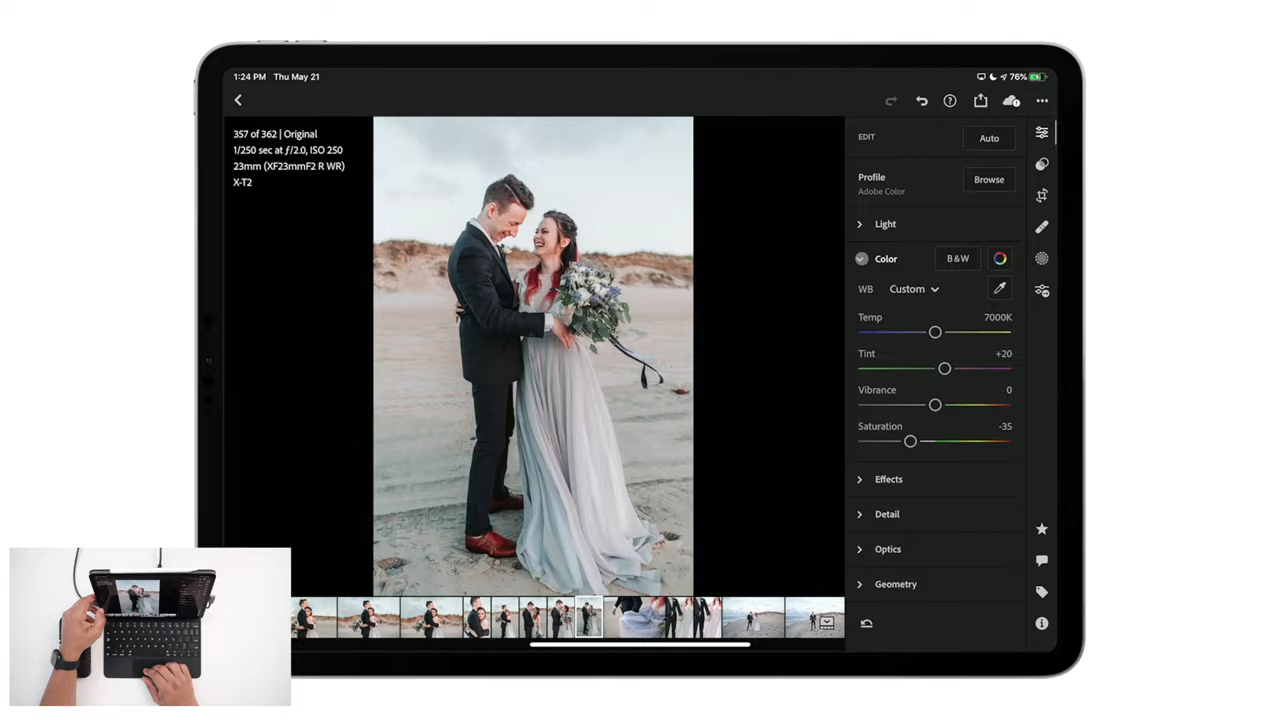 1:24 PM Thu May 21
76%
357 of 362 | Original
1/250 sec at ƒ/2.0, ISO 250
23mm (XF23mmF2 R WR)
X-T2
EDIT
Auto
Profile
Adobe Color
Browse
Light
Color
B&W
WB Custom
Temp 7000K
Tint +20
Vibrance 0
Saturation -35
Effects
Detail
Optics
Geometry